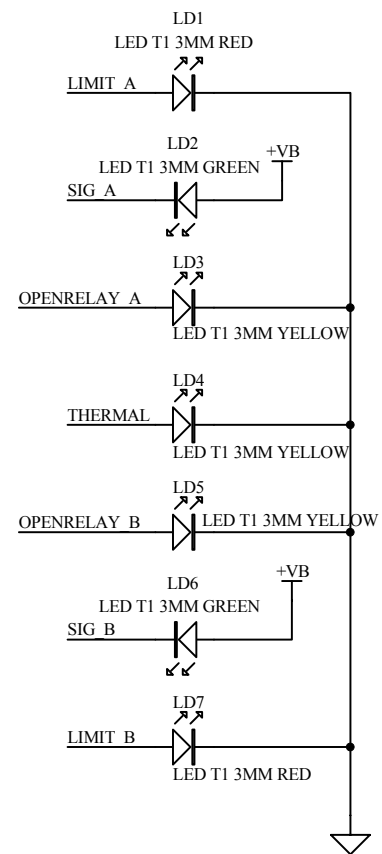 LD1
LED T1 3MM RED
LIMIT_A
LD2
+VB
LED T1 3MM GREEN
SIG_A
LD3
OPENRELAY_A
LED T1 3MM YELLOW
LD4
THERMAL
LED T1 3MM YELLOW
LD5
OPENRELAY_B
LED T1 3MM YELLOW
+VB
LD6
LED T1 3MM GREEN
SIG_B
LD7
LIMIT_B
LED T1 3MM RED